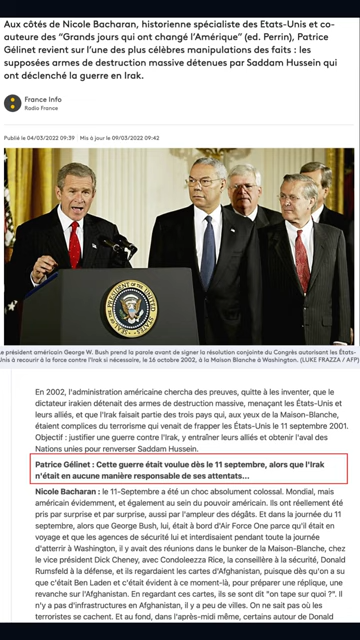 Aux côtés de Nicole Bacharan, historienne spécialiste des Etats-Unis et co-
auteure des “Grands jours qui ont changé l’Amérique” (ed. Perrin), Patrice
Gélinet revient sur l’une des plus célèbres manipulations des faits : les
supposées armes de destruction massive détenues par Saddam Hussein qui
ont déclenché la guerre en Irak.
France Info
Radio France
Publié le 04/03/2022 09:39 Mis à jour le 09/03/2022 09:42
Le président américain George W. Bush prend la parole avant de signer la résolution conjointe du Congrès autorisant les États-
Unis à recourir à la force contre l'Irak si nécessaire, le 16 octobre 2002, à la Maison Blanche à Washington. (LUKE FRAZZA / AFP)
En 2002, l'administration américaine chercha des preuves, quitte à les inventer, que le
dictateur irakien détenait des armes de destruction massive, menaçant les États-Unis et
leurs alliés, et que l'Irak faisait partie des trois pays qui, aux yeux de la Maison-Blanche,
étaient complices du terrorisme qui venait de frapper les États-Unis le 11 septembre 2001.
Objectif : justifier une guerre contre l'Irak, y entraîner leurs alliés et obtenir l'aval des
Nations unies pour renverser Saddam Hussein.
Patrice Gélinet : Cette guerre était voulue dès le 11 septembre, alors que l'Irak
n'était en aucune manière responsable de ses attentats...
Nicole Bacharan : le 11-Septembre a été un choc absolument colossal. Mondial, mais
américain évidemment, et également au sein du pouvoir américain. Ils ont réellement été
pris par surprise et par surprise, aussi par l'ampleur des dégâts. Et dans la journée du 11
septembre, alors que George Bush, lui, était à bord d'Air Force One parce qu'il était en
voyage et que les agences de sécurité lui et interdisaient pendant toute la journée
d'atterrir à Washington, il y avait des réunions dans le bunker de la Maison-Blanche, chez
le vice président Dick Cheney, avec Condoleezza Rice, la conseillère à la sécurité, Donald
Rumsfeld à la défense, et ils regardaient les cartes d'Afghanistan, puisque dès qu'on a su
que c'était Ben Laden et c'était évident à ce moment-là, pour préparer une réplique, une
revanche sur l'Afghanistan. En regardant ces cartes, ils se sont dit "on tape sur quoi ?". Il
n'y a pas d'infrastructures en Afghanistan, il y a peu de villes. On ne sait pas où les
terroristes se cachent. Et au fond, dans l'après-midi même, certains autour de Donald